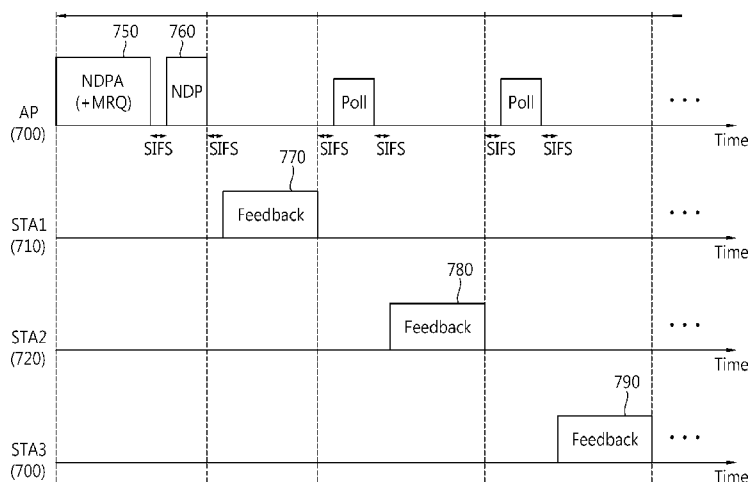 750
760
NDPA
(+MRQ)
NDP
Poll
Poll
• • •
AP
(700)
SIFS
SIFS
SIFS
SIFS
SIFS
SIFS
Time
770
Feedback
• • •
STA1
(710)
Time
780
Feedback
• • •
STA2
(720)
Time
790
Feedback
• • •
STA3
(700)
Time